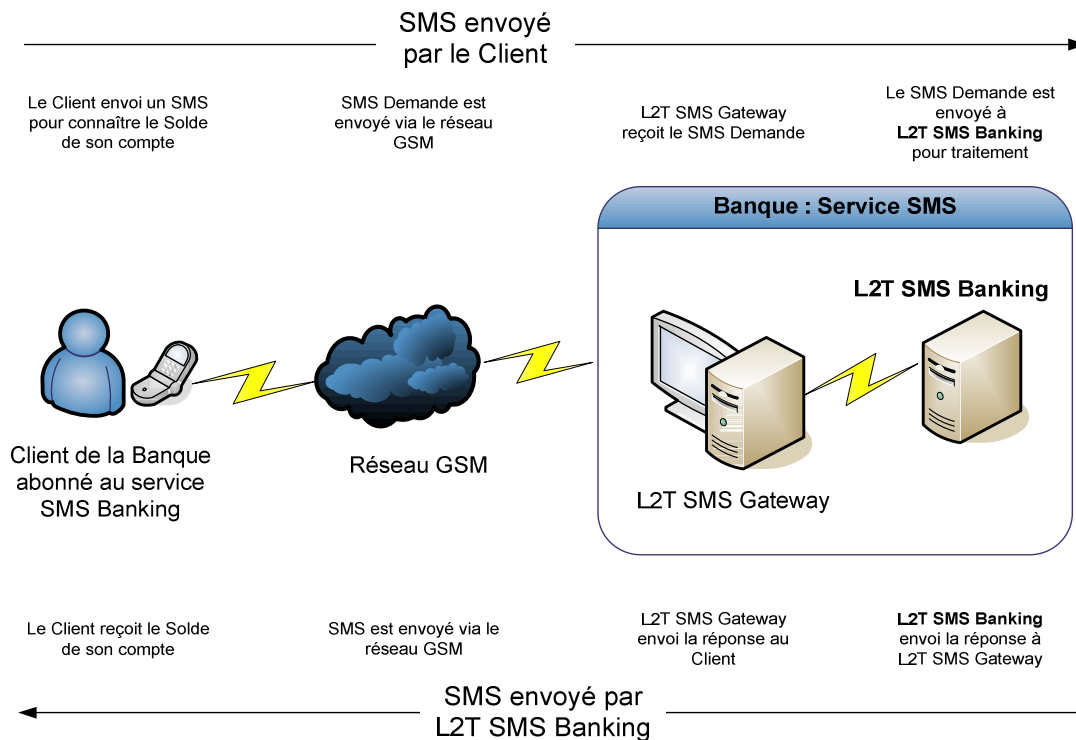 SMS envoyé
par le Client
Le Client envoi un SMS
pour connaître le Solde
de son compte
SMS Demande est
envoyé via le réseau
GSM
L2T SMS Gateway
reçoit le SMS Demande
Le SMS Demande est
envoyé à
L2T SMS Banking
pour traitement
Banque : Service SMS
L2T SMS Banking
Client de la Banque
abonné au service
SMS Banking
Réseau GSM
L2T SMS Gateway
Le Client reçoit le Solde
de son compte
SMS est envoyé via le
réseau GSM
L2T SMS Gateway
envoi la réponse au
Client
L2T SMS Banking
envoi la réponse à
L2T SMS Gateway
SMS envoyé par
L2T SMS Banking